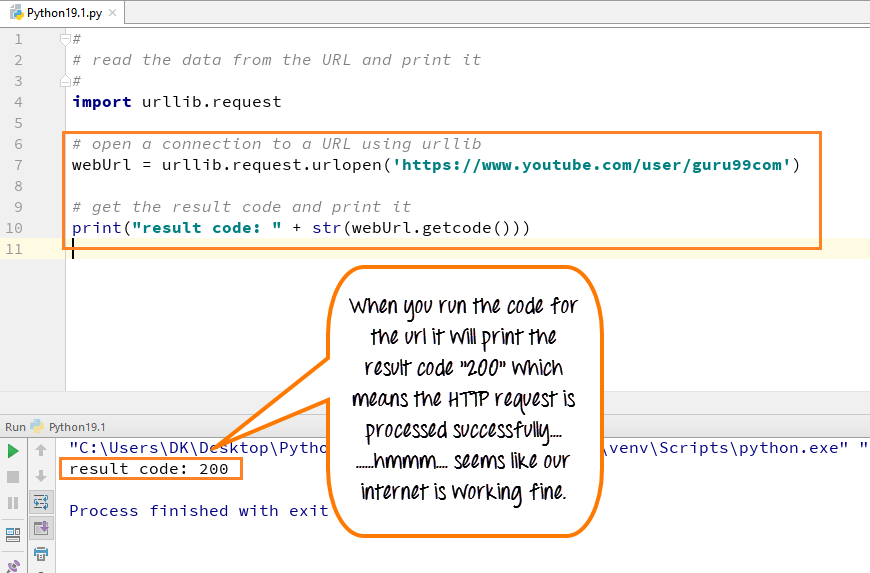 Python19.1.py
1 #
2 # read the data from the URL and print it
3 #
4 import urllib.request
5
6 # open a connection to a URL using urllib
7 webUrl = urllib.request.urlopen('https://www.youtube.com/user/guru99com')
8
9 # get the result code and print it
10 print("result code: " + str(webUrl.getcode()))
11
When you run the code for
the url it will print the
result code "200" which
means the HTTP request is
processed successfully....
......hmmm.... seems like our
internet is working fine.
Run Python19.1
"C:\Users\DK\Desktop\Pytho \venv\Scripts\python.exe" "
result code: 200
Process finished with exit